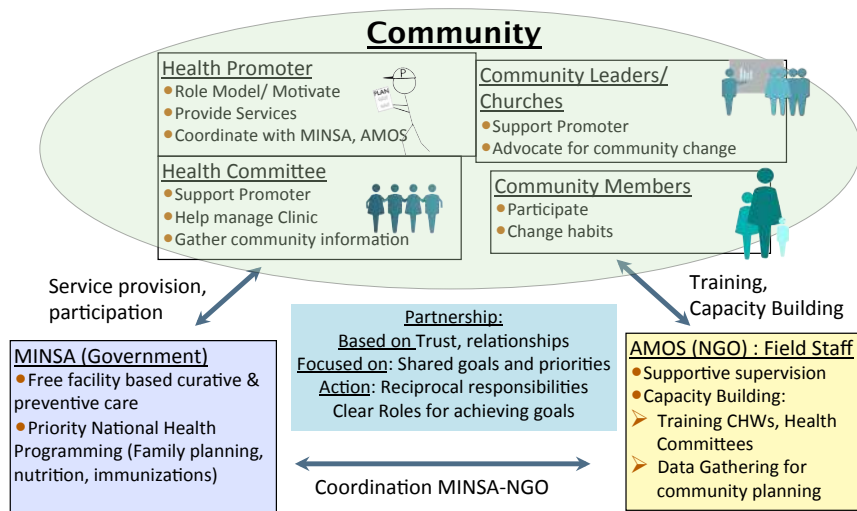 Community
Health Promoter
• Role Model/ Motivate
• Provide Services
• Coordinate with MINSA, AMOS
P
PLAN
Community Leaders/
Churches
• Support Promoter
• Advocate for community change
Health Committee
• Support Promoter
• Help manage Clinic
• Gather community information
Community Members
• Participate
• Change habits
Service provision,
participation
Training,
Capacity Building
Partnership:
Based on Trust, relationships
Focused on: Shared goals and priorities
Action: Reciprocal responsibilities
Clear Roles for achieving goals
MINSA (Government)
• Free facility based curative &
preventive care
• Priority National Health
Programming (Family planning,
nutrition, immunizations)
AMOS (NGO) : Field Staff
• Supportive supervision
• Capacity Building:
➢ Training CHWs, Health
Committees
➢ Data Gathering for
community planning
Coordination MINSA-NGO